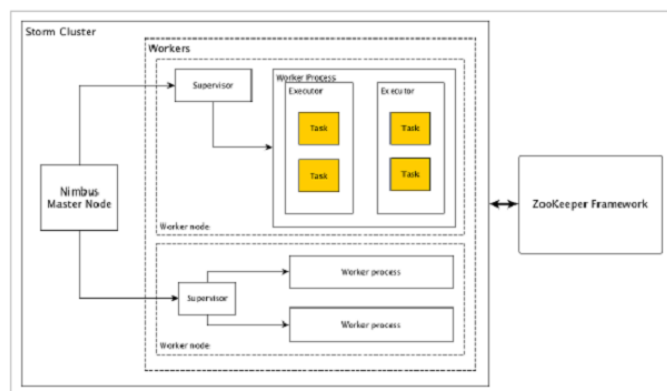 Storm Cluster
Workers
Supervisor
Worker Process
Executor
Executor
Task
Task
Task
Task
Worker node
Nimbus
Master Node
ZooKeeper Framework
Supervisor
Worker process
Worker process
Worker node